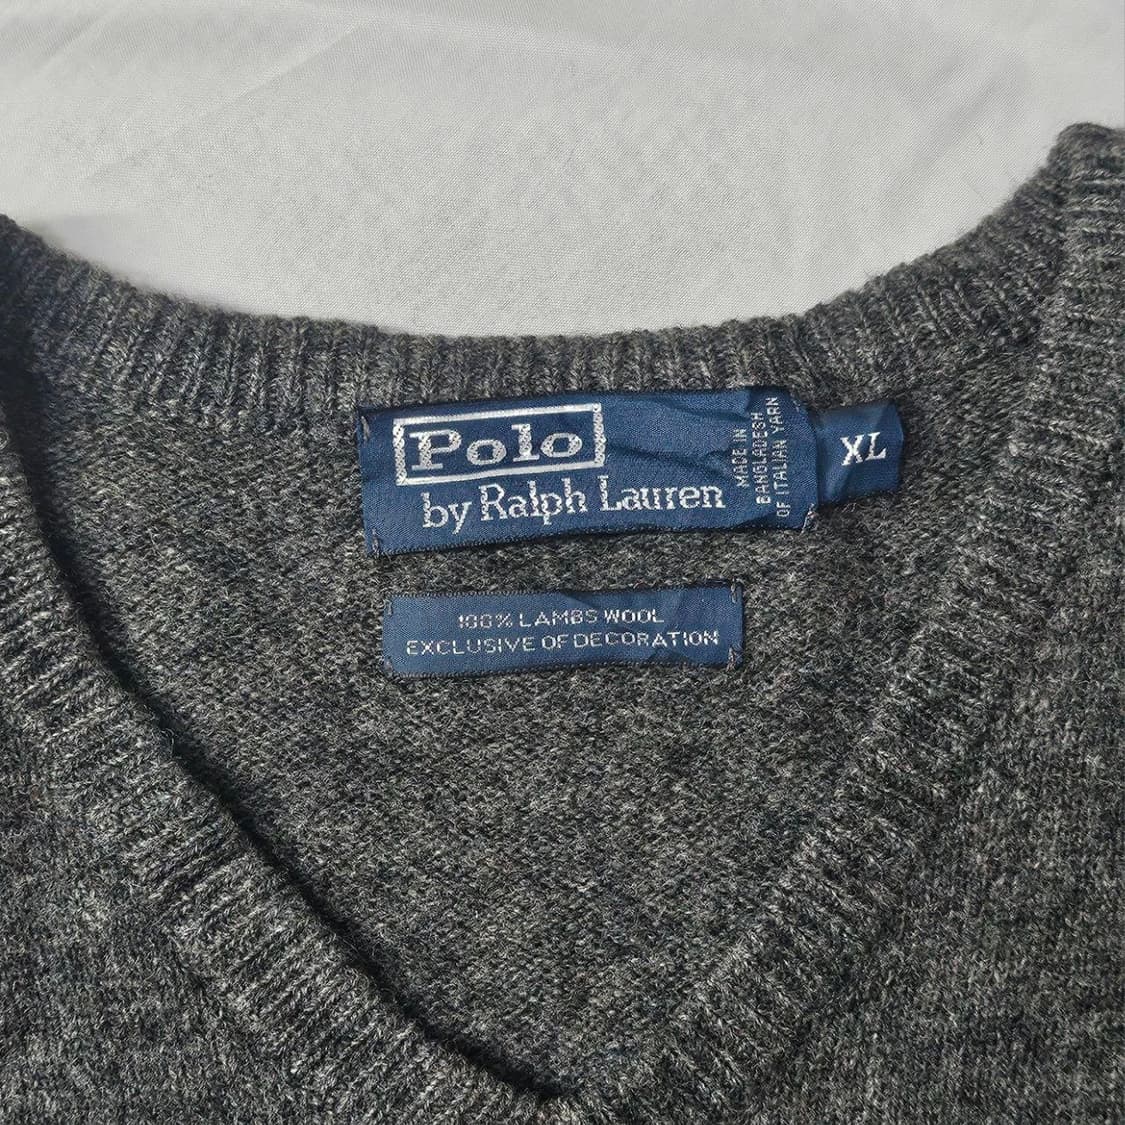 Polo
by Ralph Lauren
MADE IN
BANGLADESH
OF ITALIAN YARN
XL
100% LAMBS WOOL
EXCLUSIVE OF DECORATION